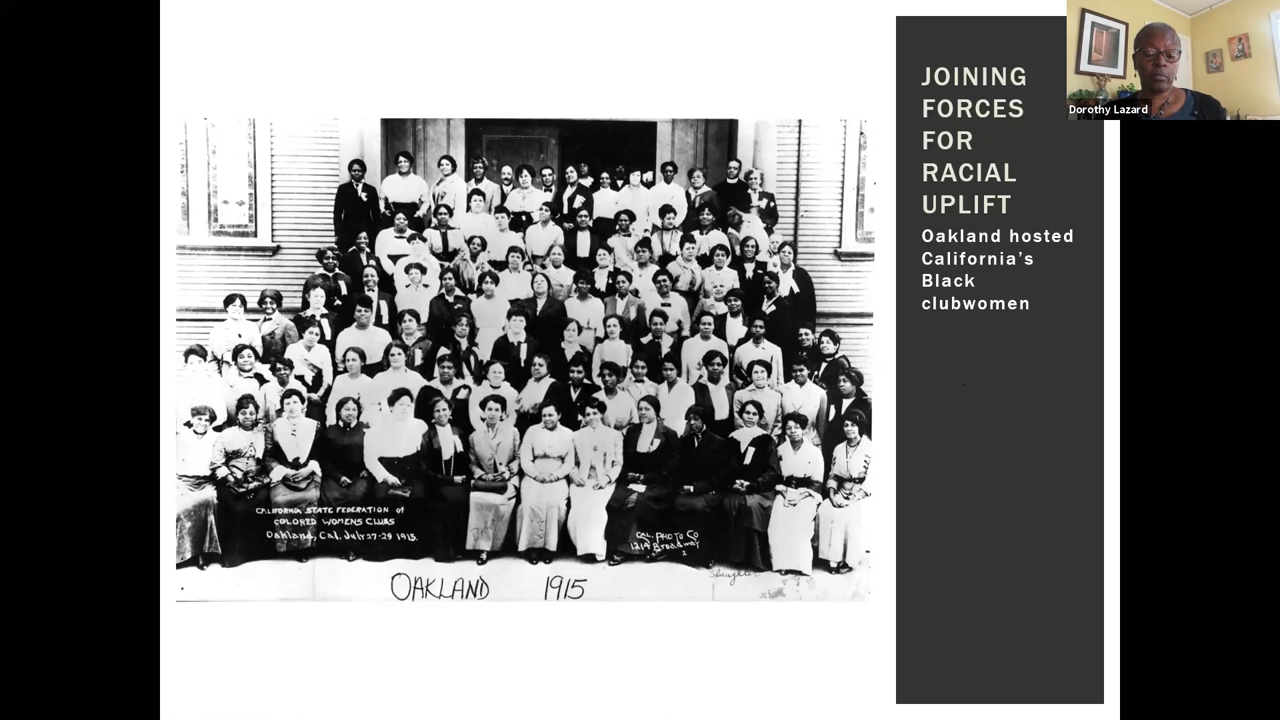 JOINING
FORCES
FOR
RACIAL
UPLIFT
Oakland hosted
California's
Black
clubwomen
Dorothy Lazard
CALIFORNIA STATE FEDERATION of
COLORED WOMENS CLUBS
Oakland, Cal. July 27-29 1915.
CAL. PHOTO CO
1214 Broadway
OAKLAND 1915